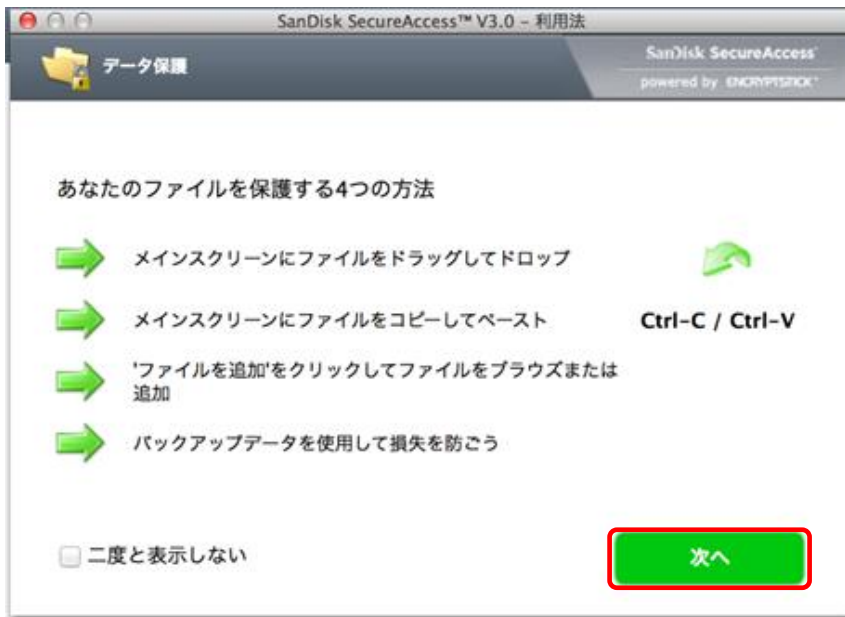 SanDisk SecureAccess™ V3.0 – 利用法
データ保護
SanDisk SecureAccess™
powered by ENCRYPTSTICK™
あなたのファイルを保護する4つの方法
メインスクリーンにファイルをドラッグしてドロップ
メインスクリーンにファイルをコピーしてペースト
Ctrl-C / Ctrl-V
'ファイルを追加'をクリックしてファイルをブラウズまたは
追加
バックアップデータを使用して損失を防ごう
二度と表示しない
次へ